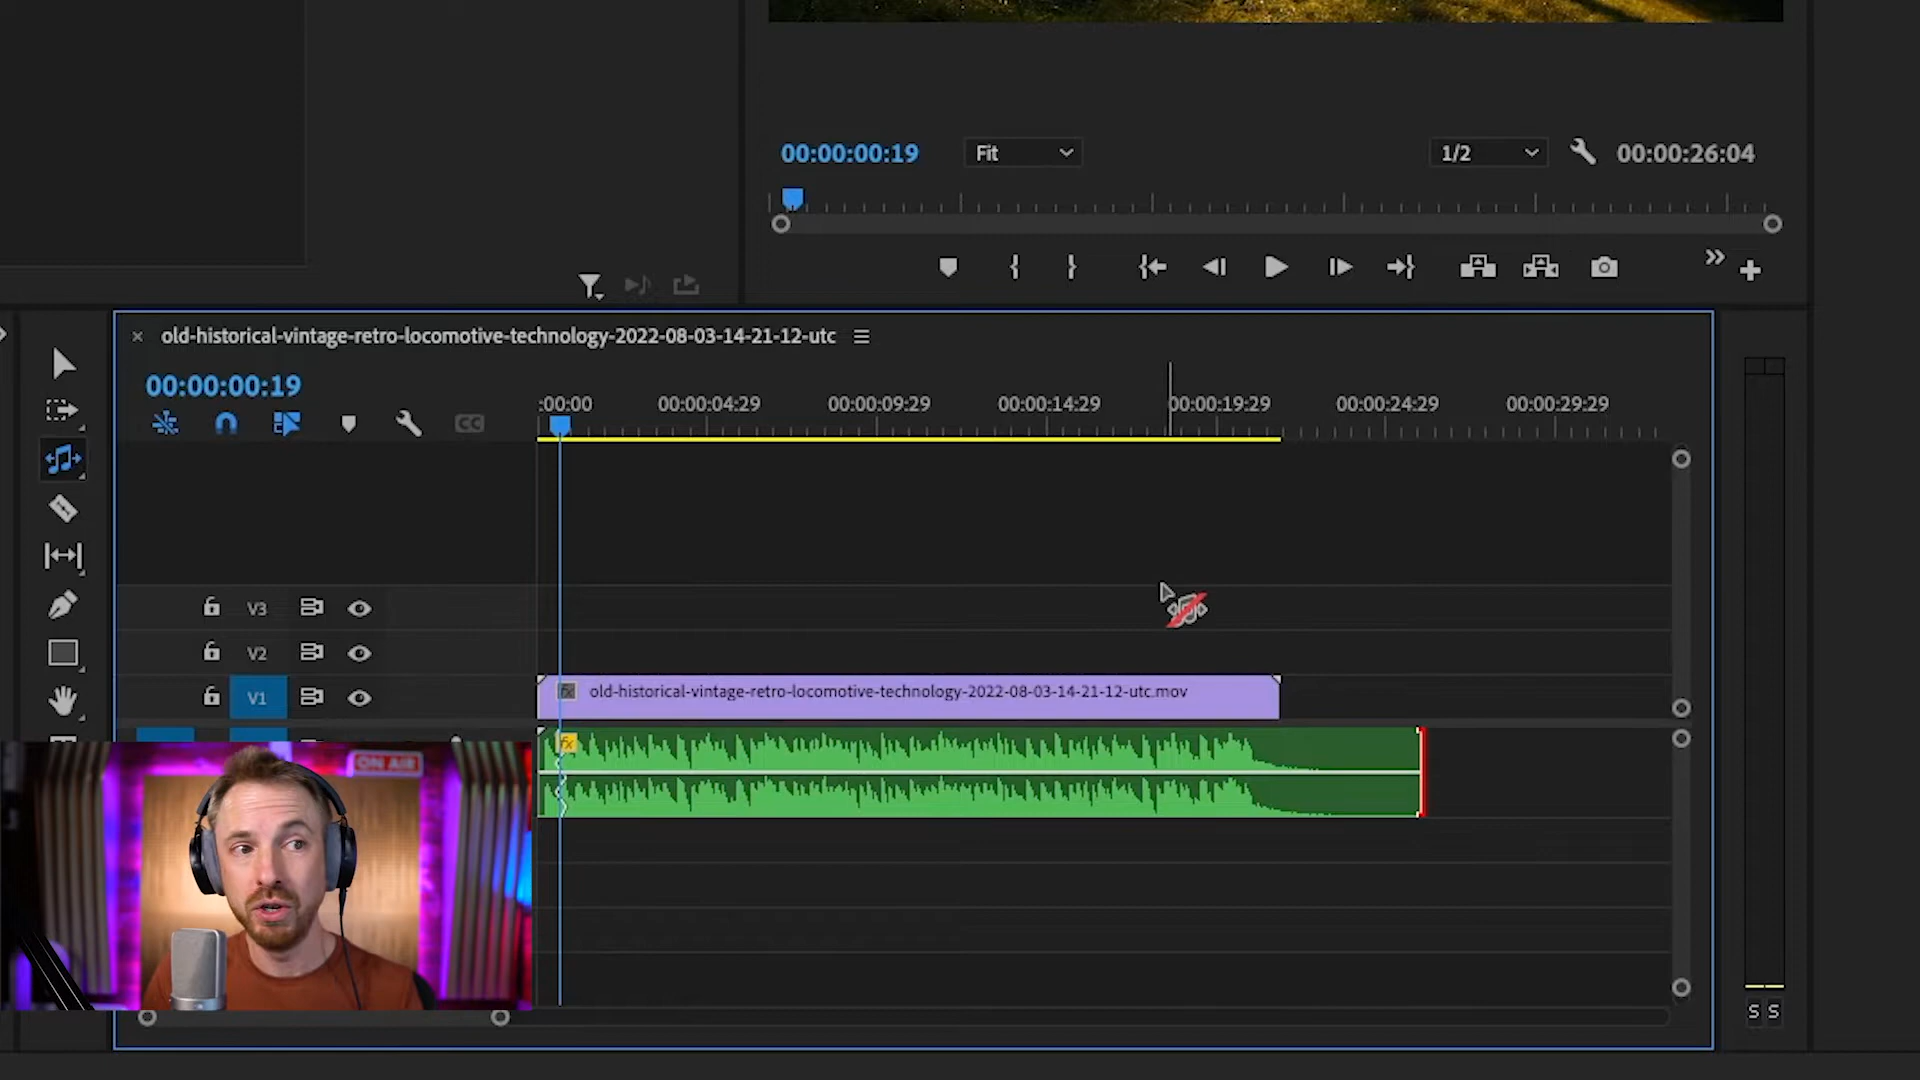 00:00:00:19
Fit
1/2
00:00:26:04
× old-historical-vintage-retro-locomotive-technology-2022-08-03-14-21-12-utc
00:00:00:19
:00:00 00:00:04:29 00:00:09:29 00:00:14:29 00:00:19:29 00:00:24:29 00:00:29:29
CC
V3
V2
V1
fx old-historical-vintage-retro-locomotive-technology-2022-08-03-14-21-12-utc.mov
fx
ON AIR
S S